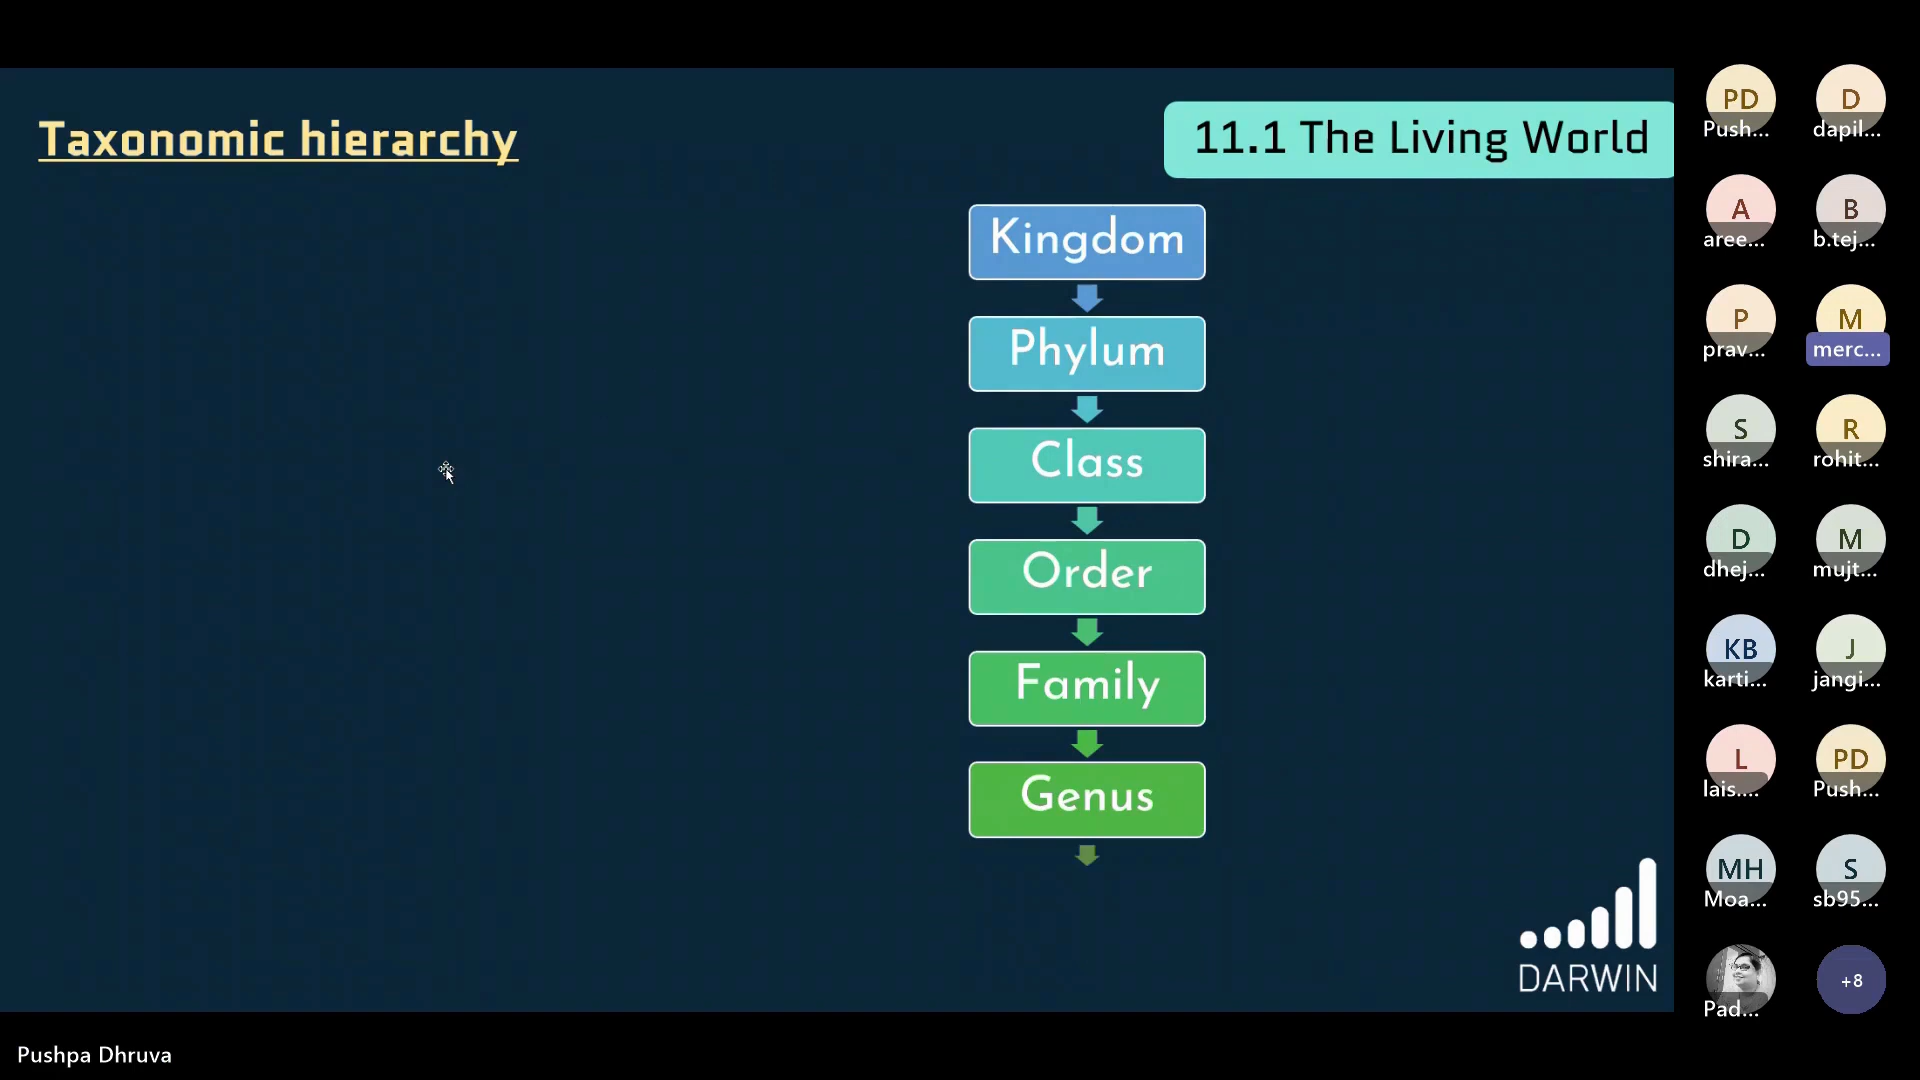 Taxonomic hierarchy
11.1 The Living World
Kingdom
Phylum
Class
Order
Family
Genus
DARWIN
PD
Push...
D
dapil...
A
aree...
B
b.tej...
P
prav...
M
merc...
S
shira...
R
rohit...
D
dhej...
M
mujt...
KB
karti...
J
jangi...
L
lais....
PD
Push...
MH
Moa...
S
sb95...
Pad...
+8
Pushpa Dhruva